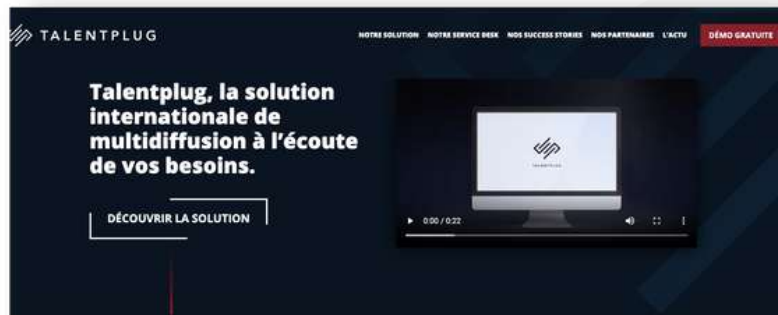 TALENTPLUG
NOTRE SOLUTION NOTRE SERVICE DESK NOS SUCCESS STORIES NOS PARTENAIRES L'ACTU DÉMO GRATUITE
Talentplug, la solution
internationale de
multidiffusion à l’écoute
de vos besoins.
DÉCOUVRIR LA SOLUTION
TALENTPLUG
0:00 / 0:22